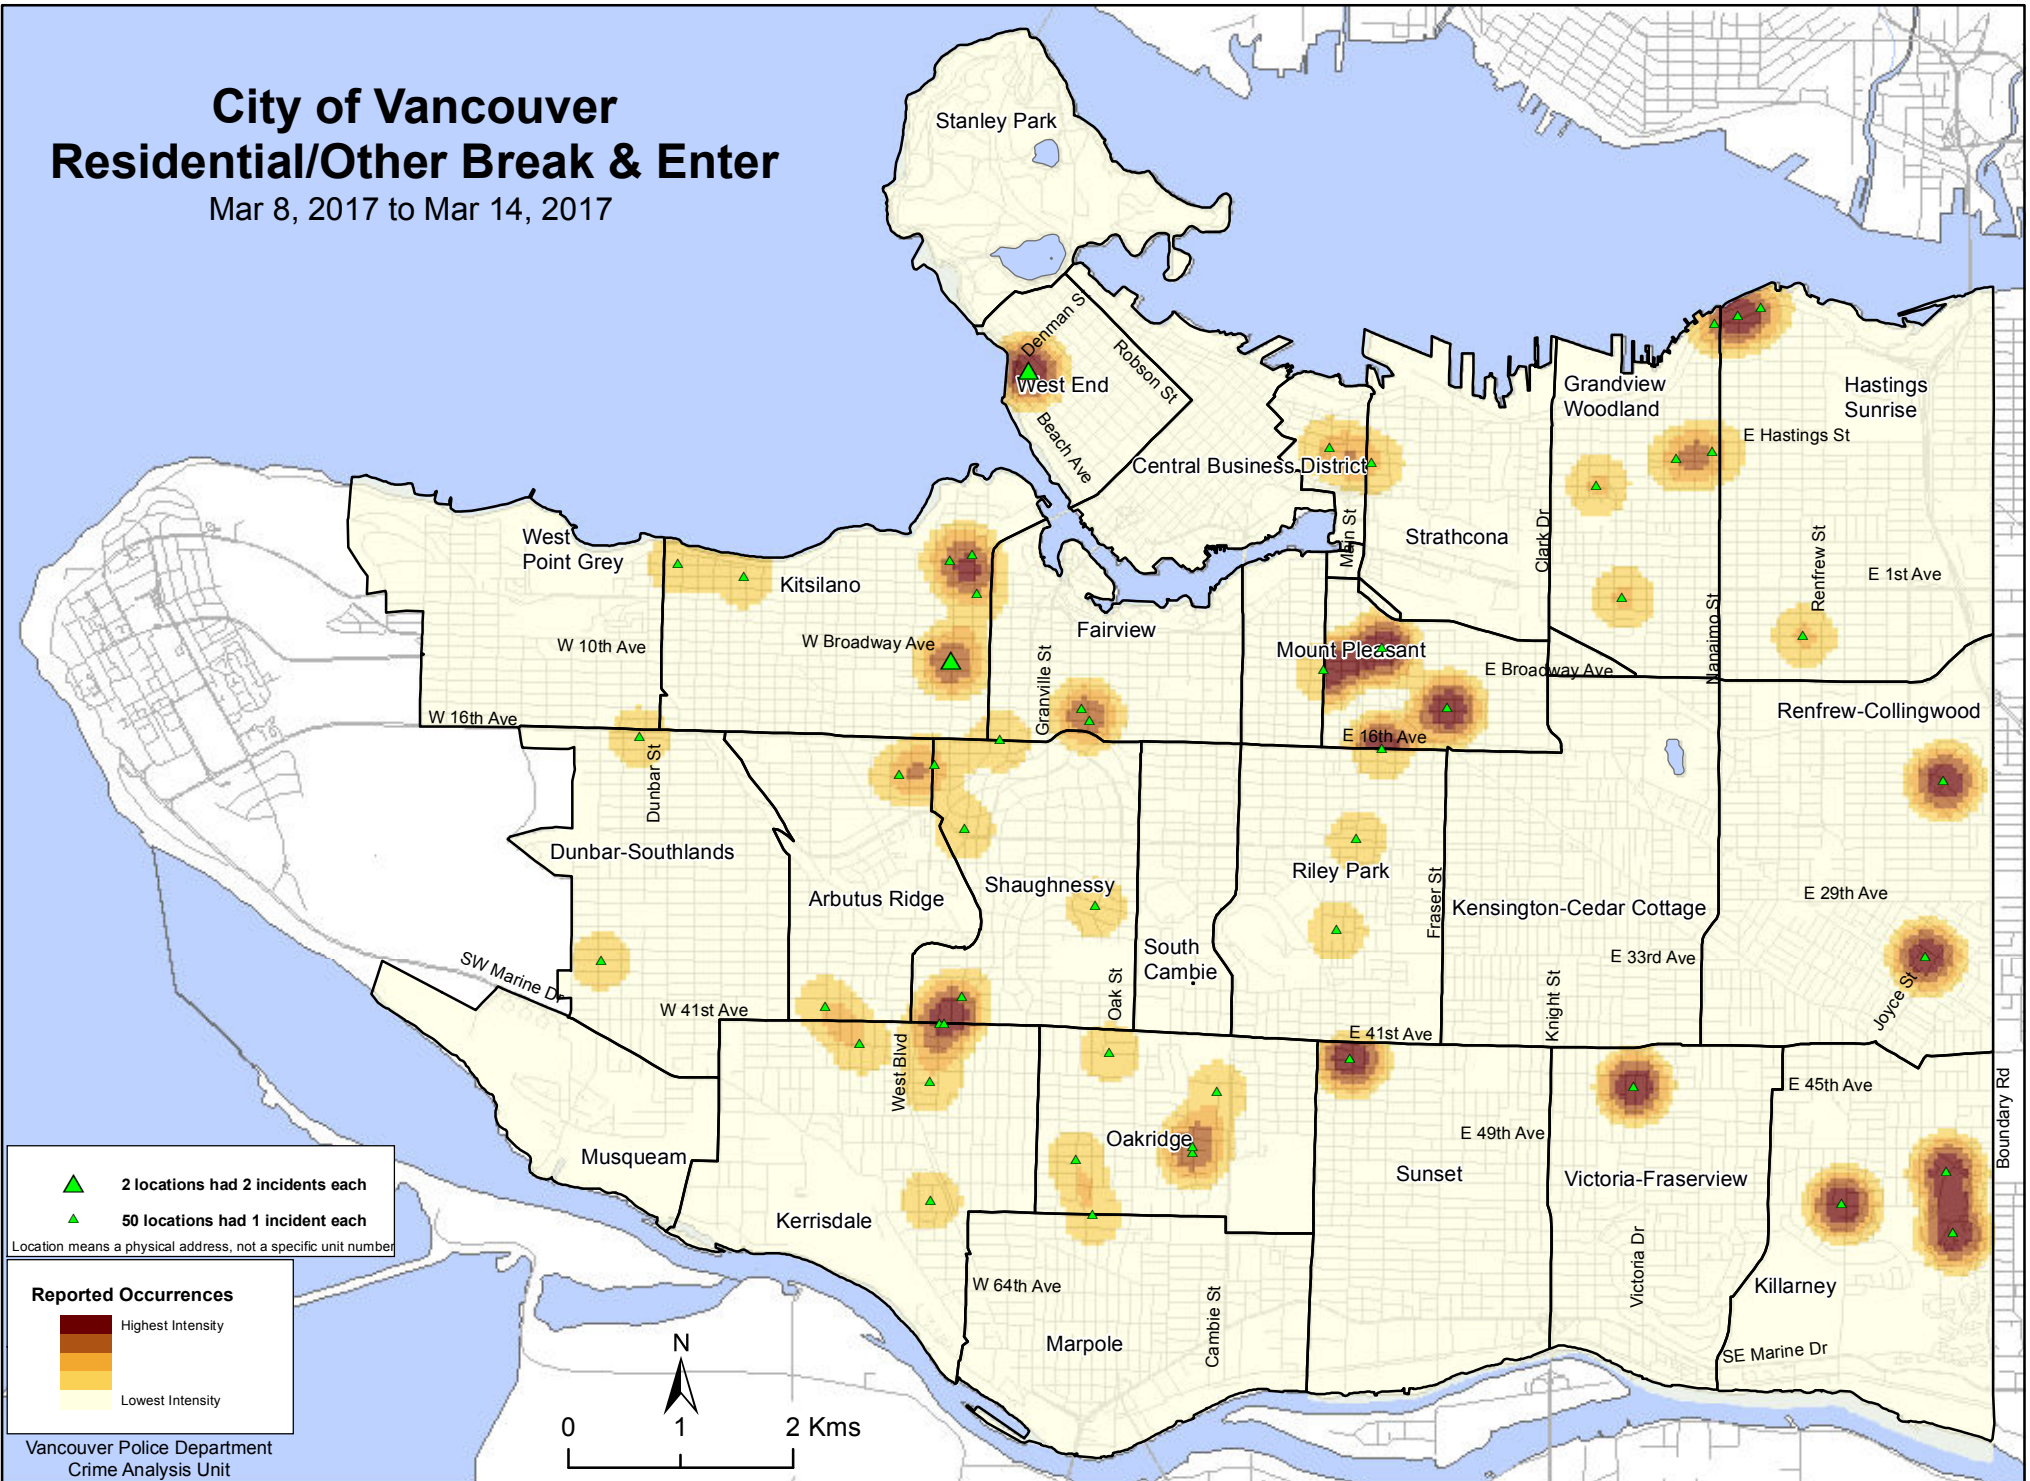 City of Vancouver
Residential/Other Break & Enter
Mar 8, 2017 to Mar 14, 2017
Stanley Park
Denman S
Robson St
West End
Beach Ave
Central Business District
Grandview
Woodland
Hastings
Sunrise
E Hastings St
Main St
Strathcona
Clark Dr
Nanaimo St
Renfrew St
E 1st Ave
West
Point Grey
Kitsilano
W 10th Ave
W Broadway Ave
Fairview
Granville St
Mount Pleasant
E Broadway Ave
W 16th Ave
E 16th Ave
Renfrew-Collingwood
Dunbar St
Dunbar-Southlands
Arbutus Ridge
Shaughnessy
Riley Park
Fraser St
Kensington-Cedar Cottage
E 29th Ave
South
Cambie
E 33rd Ave
SW Marine Dr
W 41st Ave
Oak St
Knight St
Joyce St
E 41st Ave
West Blvd
E 45th Ave
Boundary Rd
Oakridge
E 49th Ave
Musqueam
Sunset
Victoria-Fraserview
Kerrisdale
Victoria Dr
W 64th Ave
Killarney
Marpole
Cambie St
SE Marine Dr
2 locations had 2 incidents each
50 locations had 1 incident each
Location means a physical address, not a specific unit number
Reported Occurrences
Highest Intensity
Lowest Intensity
Vancouver Police Department
Crime Analysis Unit
N
0 1 2 Kms